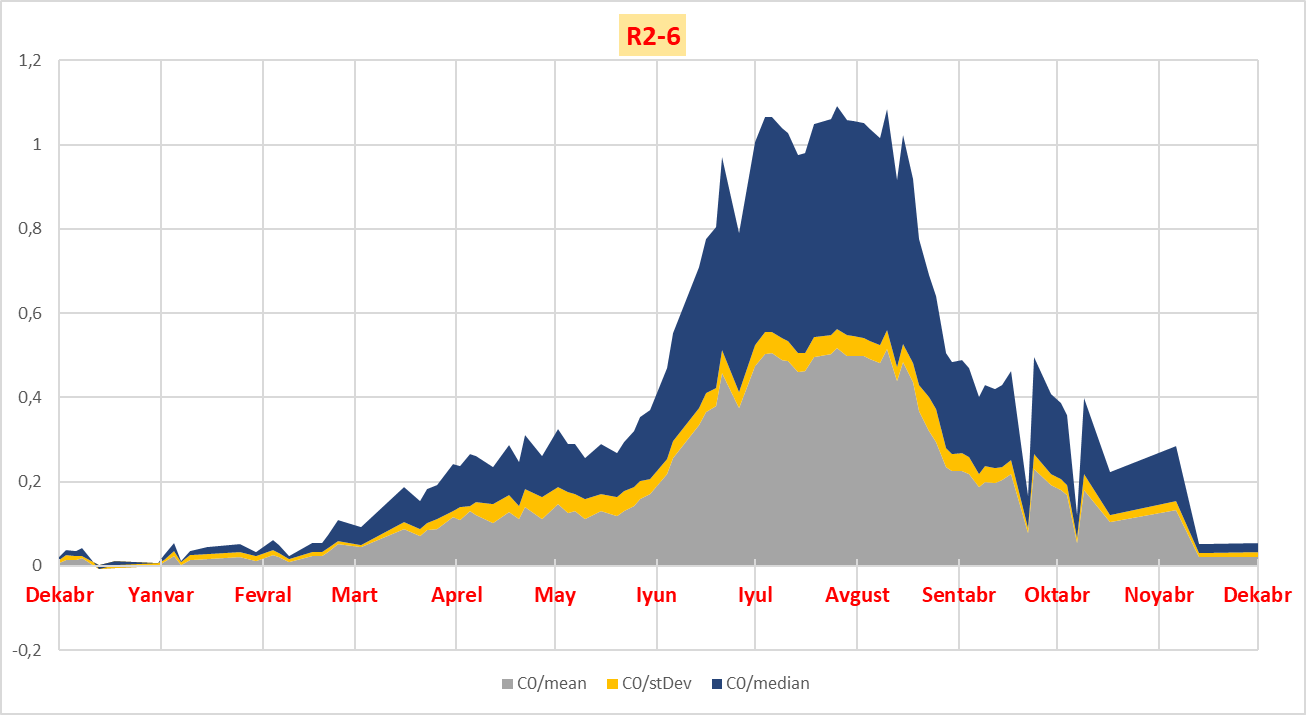 R2-6
1,2
1
0,8
0,6
0,4
0,2
0
Dekabr Yanvar Fevral Mart Aprel May Iyun Iyul Avgust Sentabr Oktabr Noyabr Dekabr
-0,2
C0/mean C0/stDev C0/median